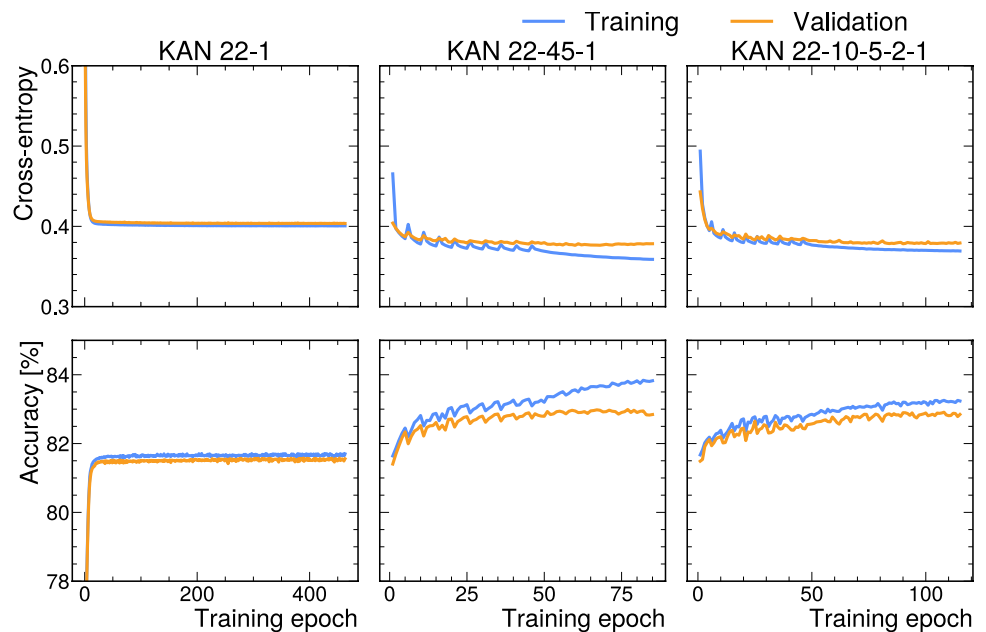 Training Validation
KAN 22-1 KAN 22-45-1 KAN 22-10-5-2-1
Cross-entropy
0.6
0.5
0.4
0.3
Accuracy [%]
84
82
80
78
0 200 400
Training epoch
0 25 50 75
Training epoch
0 50 100
Training epoch